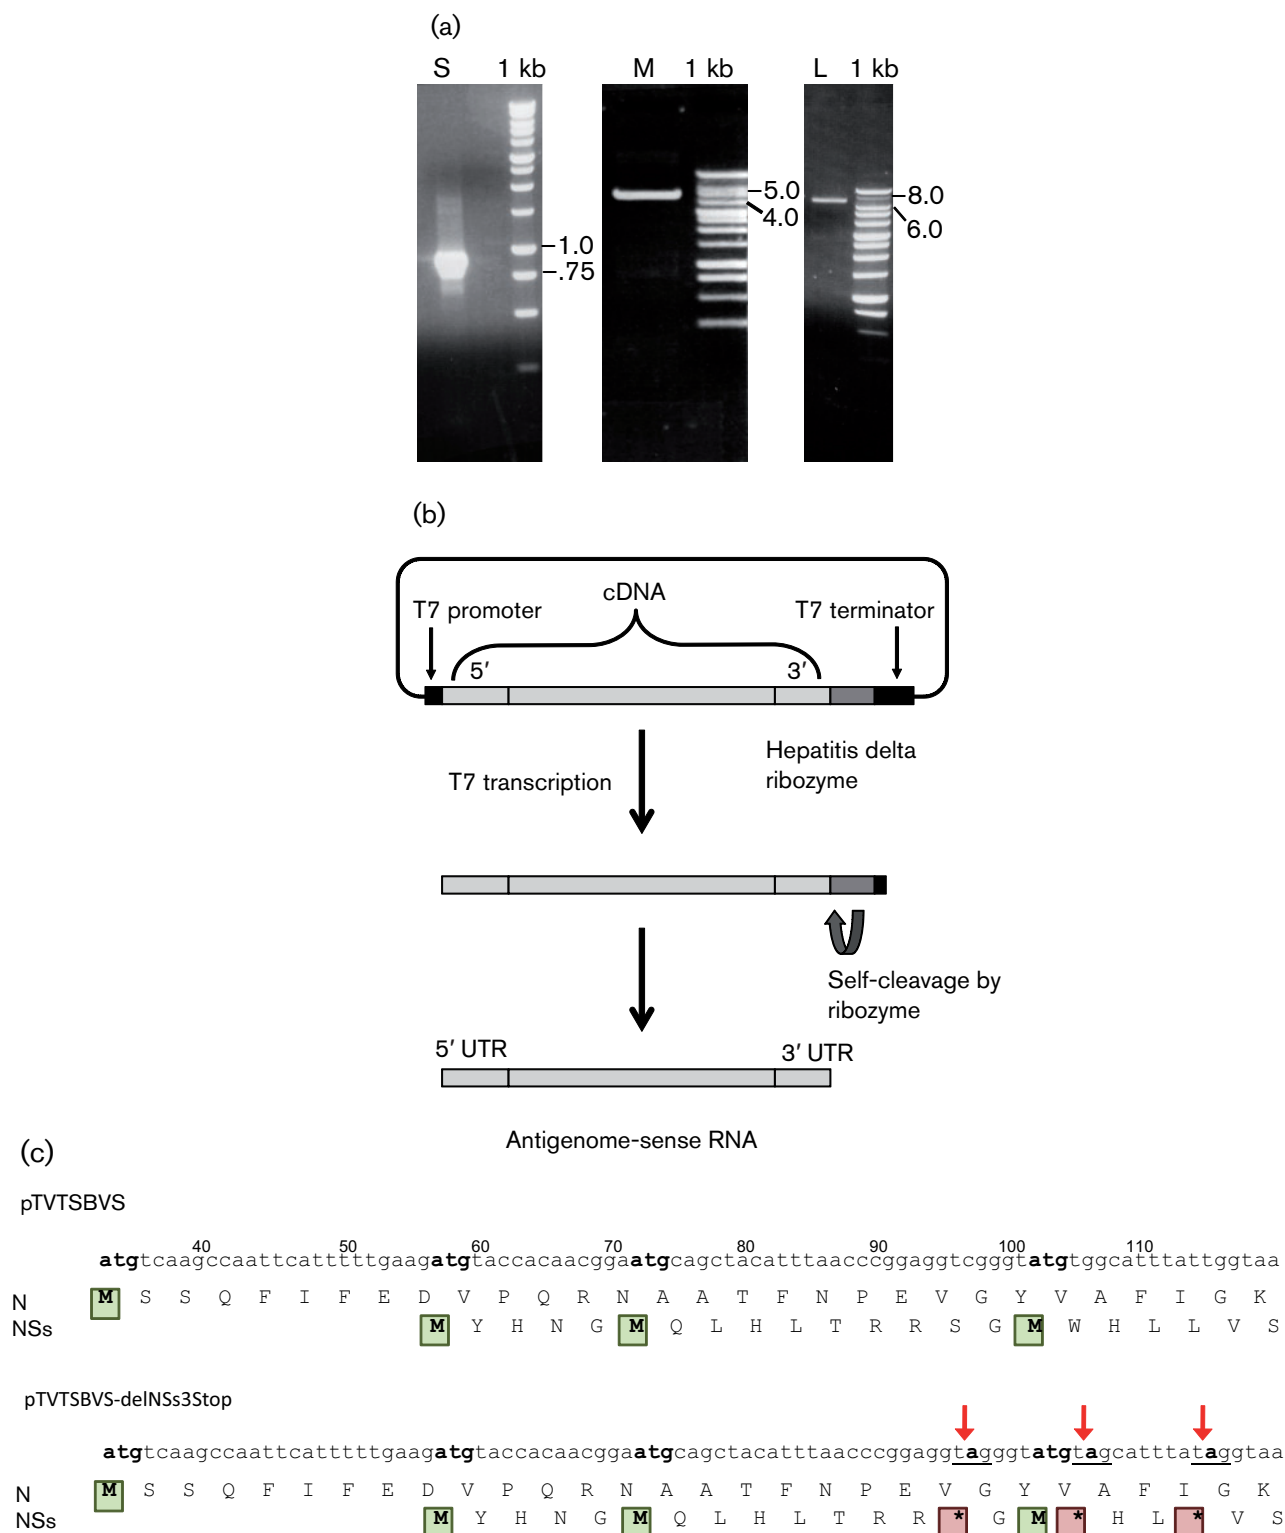 (a)
S 1 kb M 1 kb L 1 kb
–1.0
–.75
–5.0
4.0
–8.0
6.0
(b)
cDNA
T7 promoter T7 terminator
5′ 3′
T7 transcription
Hepatitis delta
ribozyme
Self-cleavage by
ribozyme
5′ UTR 3′ UTR
Antigenome-sense RNA
(c)
pTVTSBVS
40 50 60 70 80 90 100 110
atgtcaagccaattcatttttgaagatgtaccacaacggaatgcagctacatttaacccggaggtcgggtatgtggcatttattggtaa
N M S S Q F I F E D V P Q R N A A T F N P E V G Y V A F I G K
NSs M Y H N G M Q L H L T R R S G M W H L L V S
pTVTSBVS-delNSs3Stop
atgtcaagccaattcatttttgaagatgtaccacaacggaatgcagctacatttaacccggaggtagggtatgtagcatttataggtaa
N M S S Q F I F E D V P Q R N A A T F N P E V G Y V A F I G K
NSs M Y H N G M Q L H L T R R * G M * H L * V S